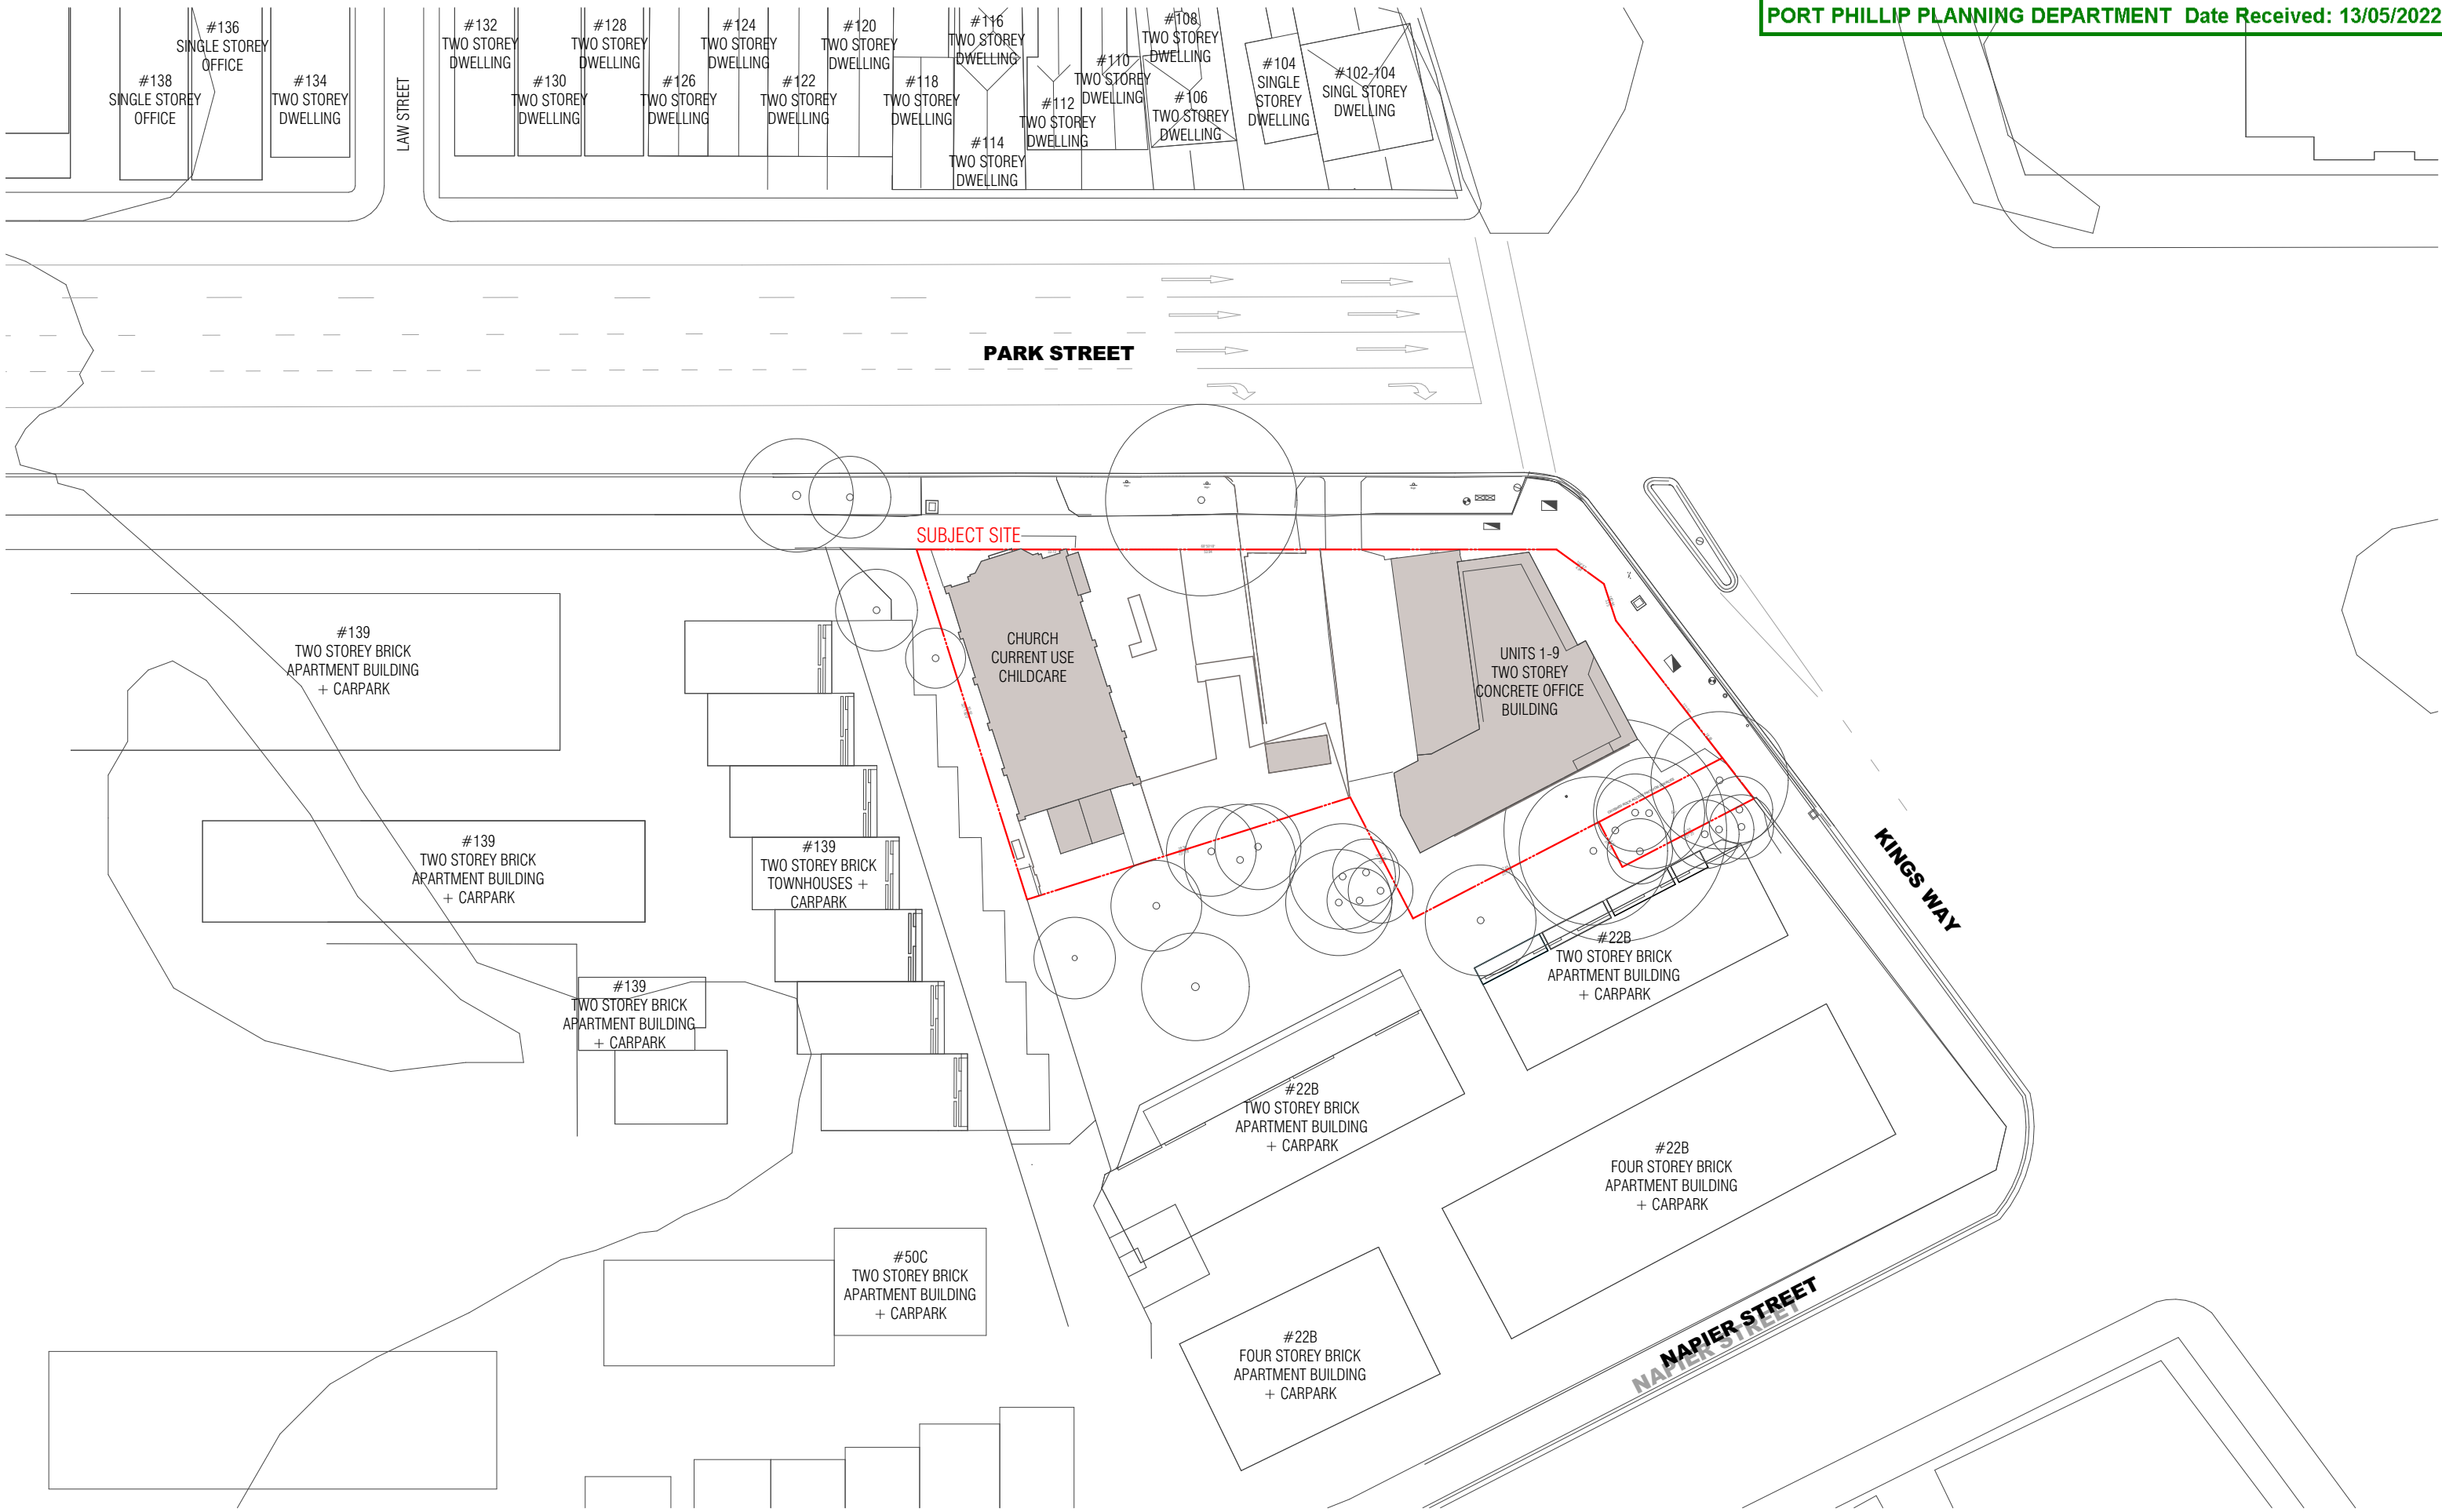 PORT PHILLIP PLANNING DEPARTMENT Date Received: 13/05/2022
#138
SINGLE STOREY
OFFICE
#136
SINGLE STOREY
OFFICE
#134
TWO STOREY
DWELLING
LAW STREET
#132
TWO STOREY
DWELLING
#130
TWO STOREY
DWELLING
#128
TWO STOREY
DWELLING
#126
TWO STOREY
DWELLING
#124
TWO STOREY
DWELLING
#122
TWO STOREY
DWELLING
#120
TWO STOREY
DWELLING
#118
TWO STOREY
DWELLING
#116
TWO STOREY
DWELLING
#114
TWO STOREY
DWELLING
#112
TWO STOREY
DWELLING
#110
TWO STOREY
DWELLING
#108
TWO STOREY
DWELLING
#106
TWO STOREY
DWELLING
#104
SINGLE
STOREY
DWELLING
#102-104
SINGL STOREY
DWELLING
PARK STREET
SUBJECT SITE
CHURCH
CURRENT USE
CHILDCARE
UNITS 1-9
TWO STOREY
CONCRETE OFFICE
BUILDING
#139
TWO STOREY BRICK
APARTMENT BUILDING
+ CARPARK
#139
TWO STOREY BRICK
APARTMENT BUILDING
+ CARPARK
#139
TWO STOREY BRICK
TOWNHOUSES +
CARPARK
KINGS WAY
#139
TWO STOREY BRICK
APARTMENT BUILDING
+ CARPARK
#22B
TWO STOREY BRICK
APARTMENT BUILDING
+ CARPARK
#22B
TWO STOREY BRICK
APARTMENT BUILDING
+ CARPARK
#22B
FOUR STOREY BRICK
APARTMENT BUILDING
+ CARPARK
#50C
TWO STOREY BRICK
APARTMENT BUILDING
+ CARPARK
#22B
FOUR STOREY BRICK
APARTMENT BUILDING
+ CARPARK
NAPIER STREET
NAPIER STREET